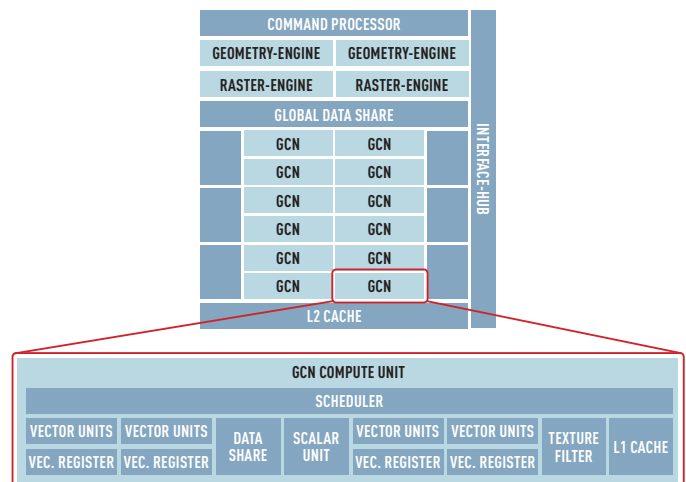 COMMAND PROCESSOR
GEOMETRY-ENGINE GEOMETRY-ENGINE
RASTER-ENGINE RASTER-ENGINE
GLOBAL DATA SHARE
GCN GCN
GCN GCN
GCN GCN
GCN GCN
GCN GCN
GCN GCN
INTERFACE-HUB
L2 CACHE
GCN COMPUTE UNIT
SCHEDULER
VECTOR UNITS VECTOR UNITS DATA SHARE SCALAR UNIT VECTOR UNITS VECTOR UNITS TEXTURE FILTER L1 CACHE
VEC. REGISTER VEC. REGISTER VEC. REGISTER VEC. REGISTER